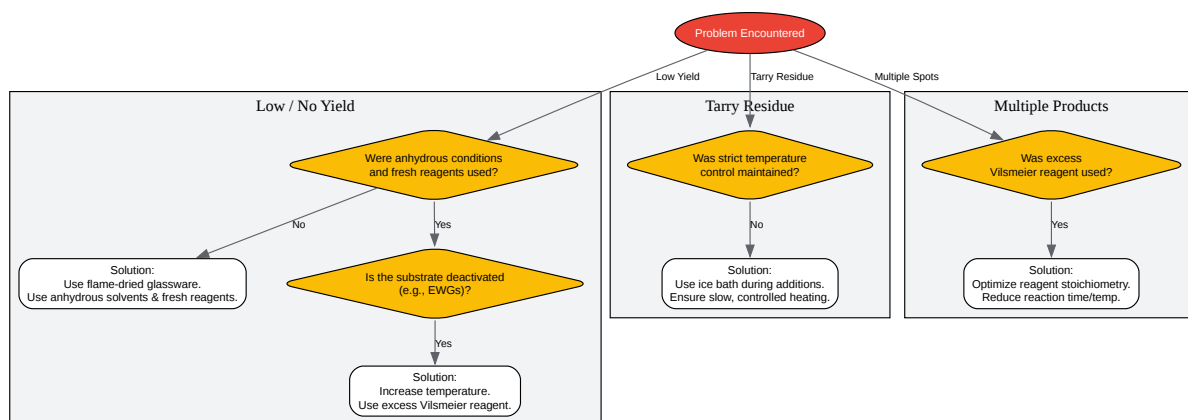 Problem Encountered
Low Yield
Tarry Residue
Multiple Spots
Low / No Yield
Were anhydrous conditions
and fresh reagents used?
No
Yes
Solution:
Use flame-dried glassware.
Use anhydrous solvents & fresh reagents.
Is the substrate deactivated
(e.g., EWGs)?
Yes
Solution:
Increase temperature.
Use excess Vilsmeier reagent.
Tarry Residue
Was strict temperature
control maintained?
No
Solution:
Use ice bath during additions.
Ensure slow, controlled heating.
Multiple Products
Was excess
Vilsmeier reagent used?
Yes
Solution:
Optimize reagent stoichiometry.
Reduce reaction time/temp.